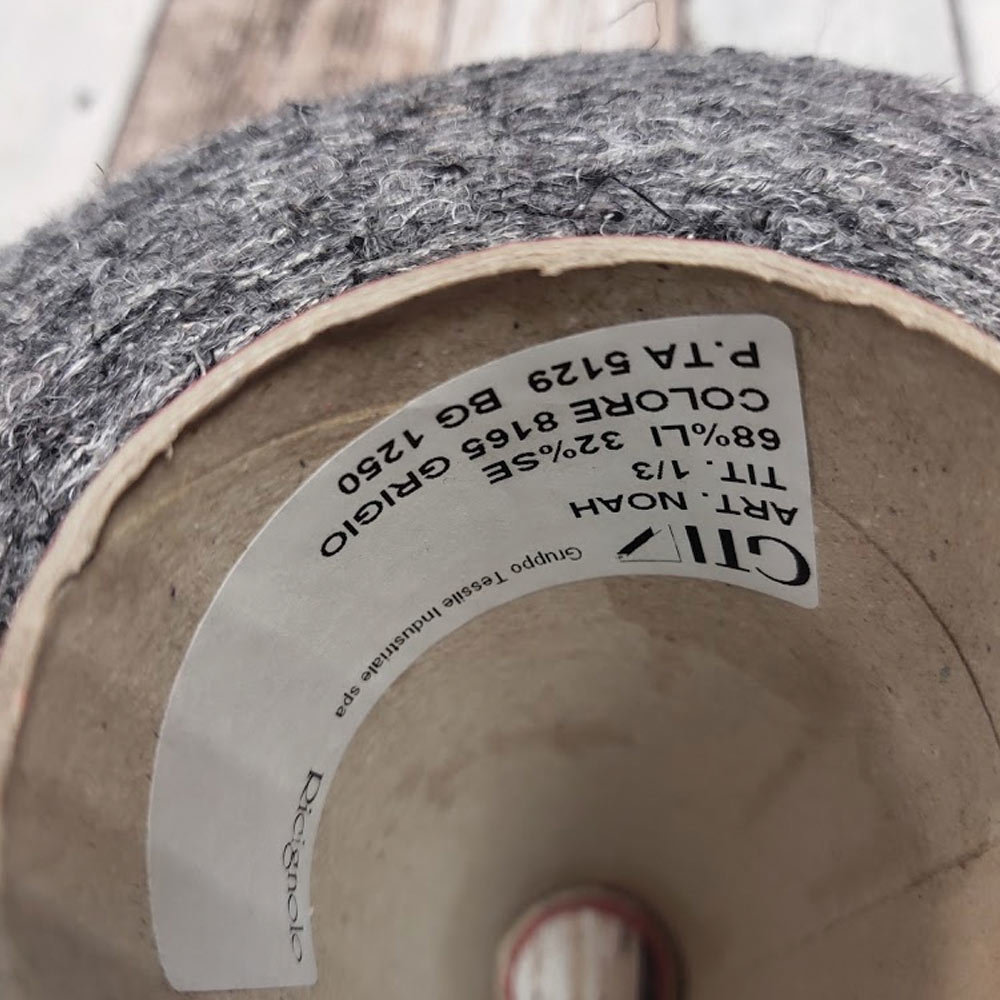 GTI
Gruppo Tessile Industriale spa
Ricignolo
ART. NOAH
TIT. 1/3
68%LI 32%SE
COLORE 8165 GRIGIO
P.TA 5129 BG 1250